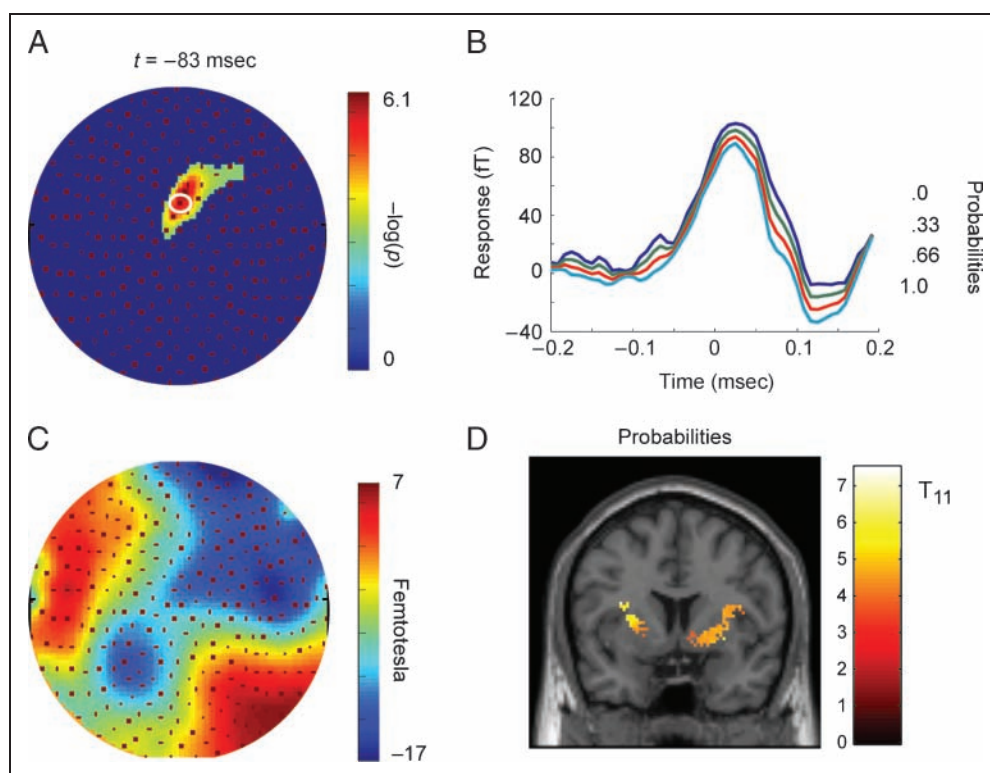 A
t = −83 msec
6.1
−log(p)
0
B
120
80
40
0
−40
Response (fT)
−0.2
−0.1
0
0.1
0.2
Time (msec)
.0
.33
.66
1.0
Probabilities
C
7
Femtotesla
−17
D
Probabilities
7
6
5
4
3
2
1
0
T11